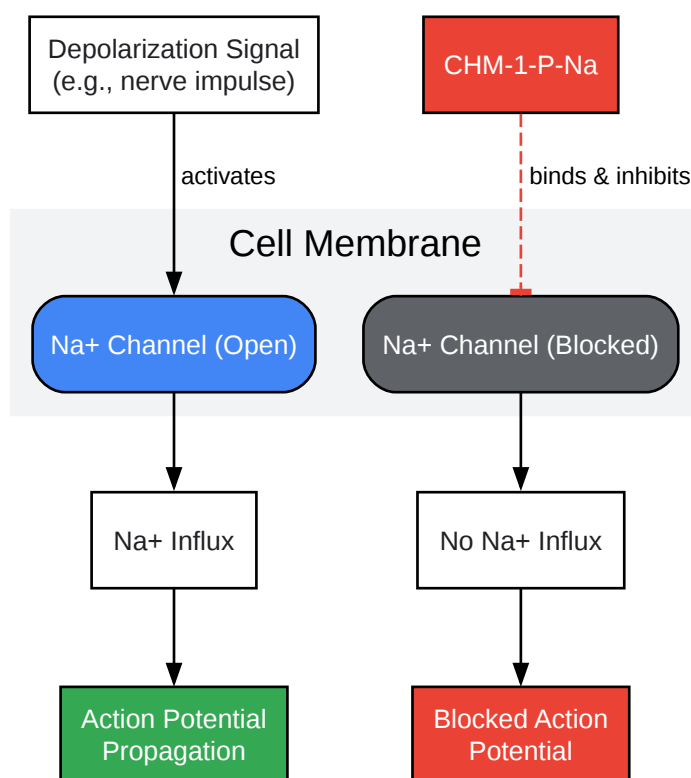 Depolarization Signal
(e.g., nerve impulse)
CHM-1-P-Na
activates
binds & inhibits
Cell Membrane
Na+ Channel (Open)
Na+ Channel (Blocked)
Na+ Influx
No Na+ Influx
Action Potential
Propagation
Blocked Action
Potential